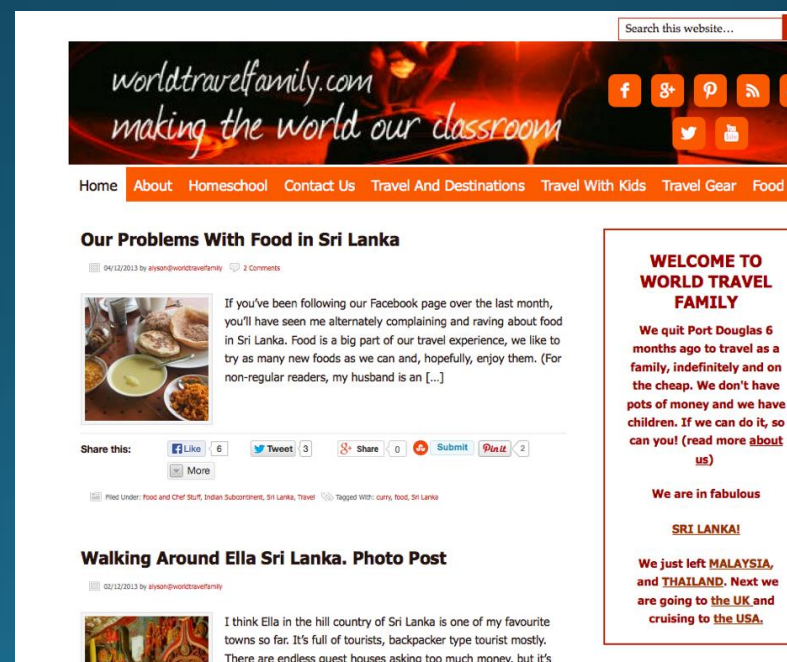 Search this website...
worldtravelfamily.com
making the world our classroom
Home About Homeschool Contact Us Travel And Destinations Travel With Kids Travel Gear Food
Our Problems With Food in Sri Lanka
04/12/2013 by alyson@worldtravelfamily 2 Comments
If you've been following our Facebook page over the last month,
you'll have seen me alternately complaining and raving about food
in Sri Lanka. Food is a big part of our travel experience, we like to
try as many new foods as we can and, hopefully, enjoy them. (For
non-regular readers, my husband is an [...]
Share this: Like 6 Tweet 3 Share 0 Submit Pin it 2
More
Filed Under: Food and Chef Stuff, Indian Subcontinent, Sri Lanka, Travel Tagged With: curry, food, Sri Lanka
Walking Around Ella Sri Lanka. Photo Post
02/12/2013 by alyson@worldtravelfamily
I think Ella in the hill country of Sri Lanka is one of my favourite
towns so far. It's full of tourists, backpacker type tourist mostly.
There are endless guest houses asking too much money, but it's
WELCOME TO
WORLD TRAVEL
FAMILY
We quit Port Douglas 6
months ago to travel as a
family, indefinitely and on
the cheap. We don't have
pots of money and we have
children. If we can do it, so
can you! (read more about
us)
We are in fabulous
SRI LANKA!
We just left MALAYSIA,
and THAILAND. Next we
are going to the UK and
cruising to the USA.